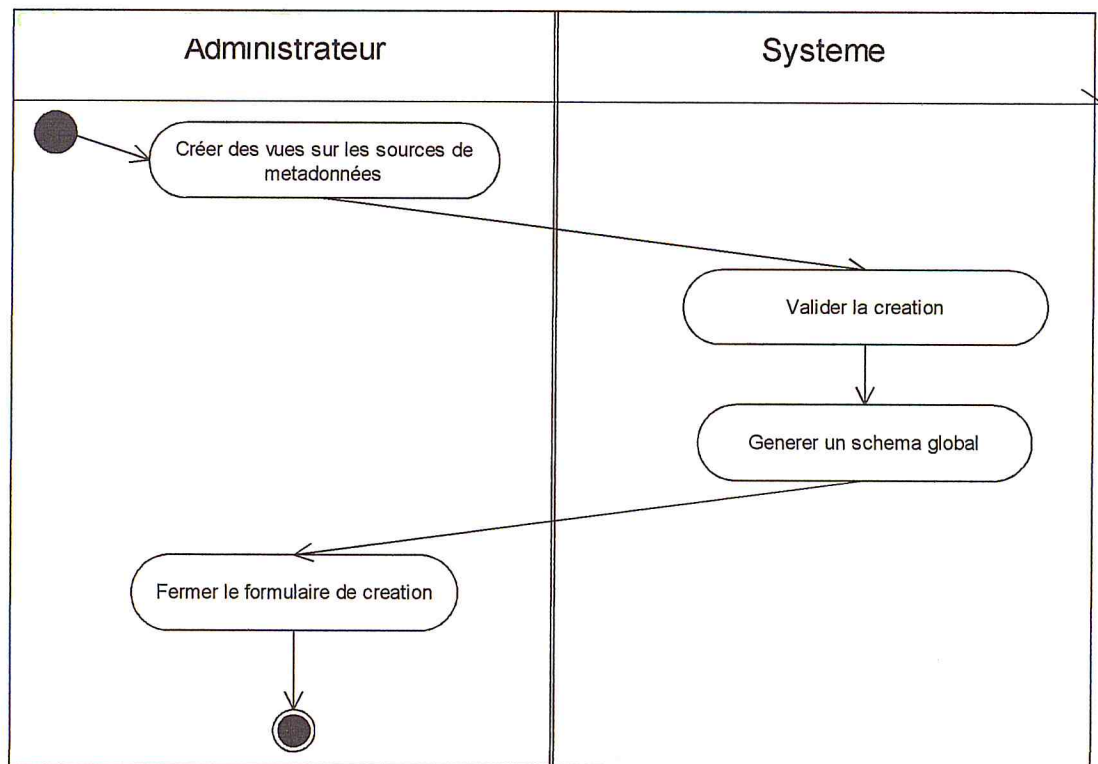 Administrateur
Systeme
Créer des vues sur les sources de
metadonnées
Valider la creation
Generer un schema global
Fermer le formulaire de creation